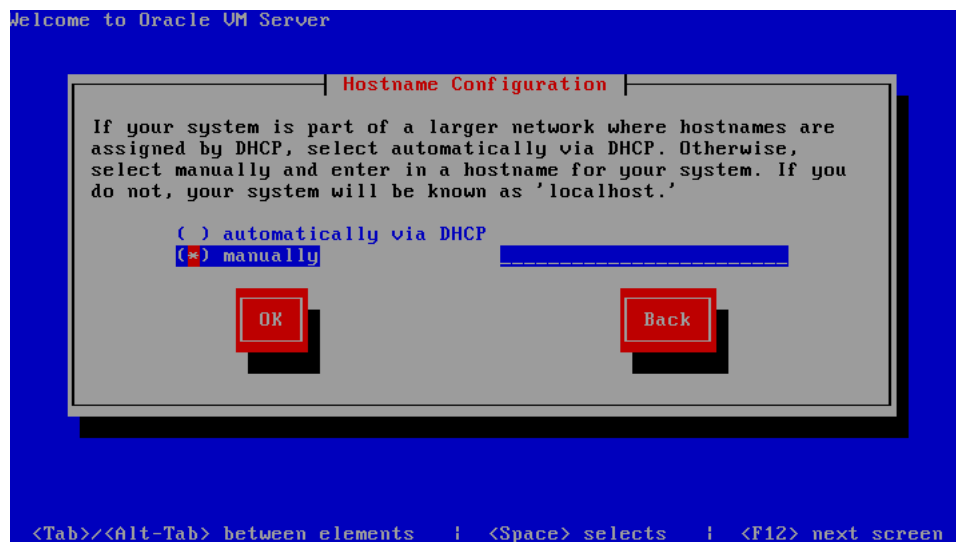 Welcome to Oracle VM Server
Hostname Configuration
If your system is part of a larger network where hostnames are
assigned by DHCP, select automatically via DHCP. Otherwise,
select manually and enter in a hostname for your system. If you
do not, your system will be known as 'localhost.'
( ) automatically via DHCP
(*) manually ________________________
OK Back
<Tab>/<Alt-Tab> between elements | <Space> selects | <F12> next screen